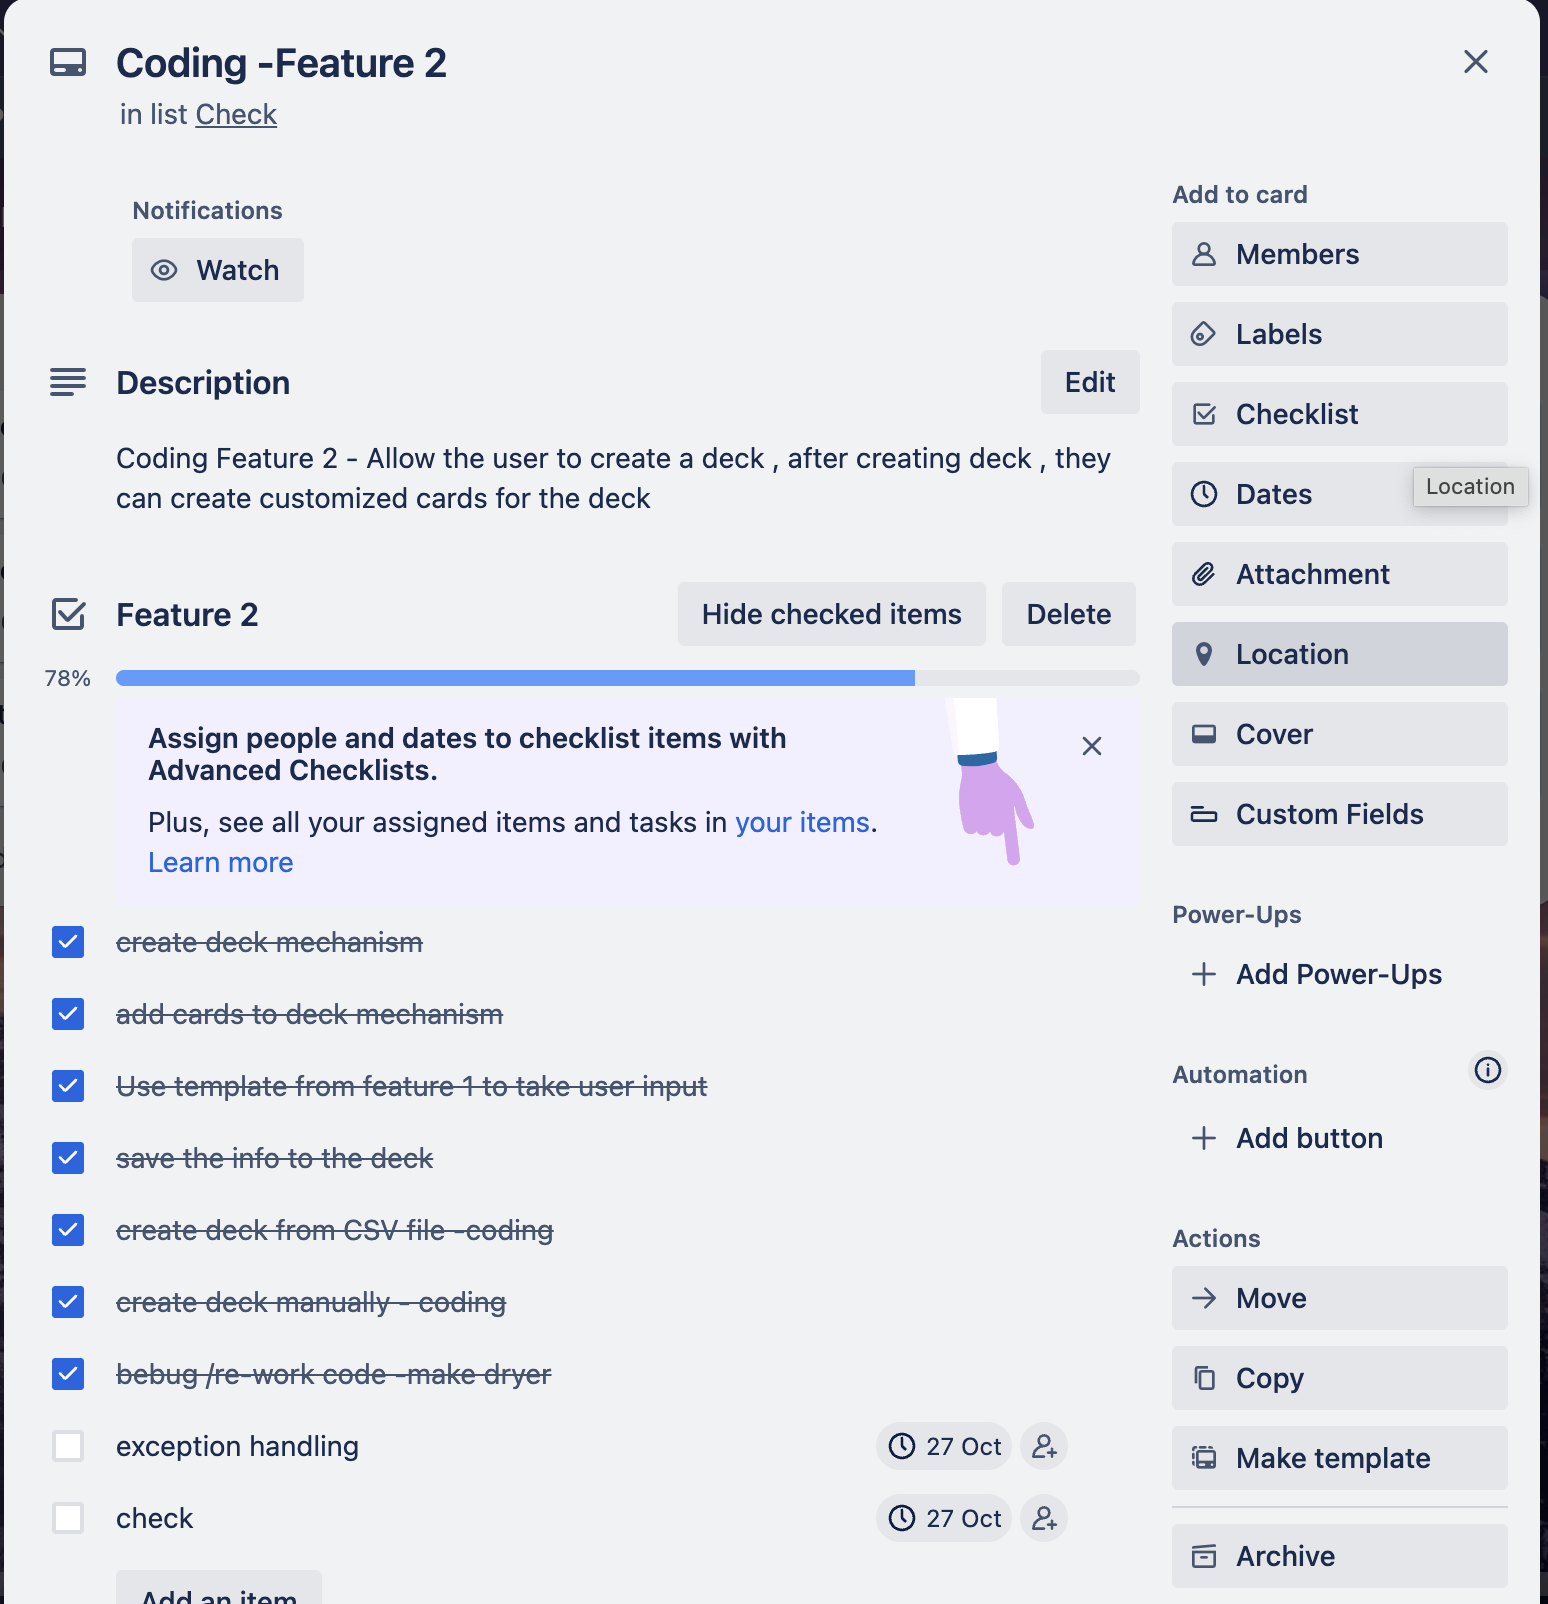 Coding -Feature 2
in list Check
Notifications
Watch
Description
Edit
Coding Feature 2 - Allow the user to create a deck , after creating deck , they
can create customized cards for the deck
Feature 2
Hide checked items
Delete
78%
Assign people and dates to checklist items with
Advanced Checklists.
Plus, see all your assigned items and tasks in your items.
Learn more
create deck mechanism
add cards to deck mechanism
Use template from feature 1 to take user input
save the info to the deck
create deck from CSV file -coding
create deck manually - coding
bebug /re-work code -make dryer
exception handling
27 Oct
check
27 Oct
Add an item
Add to card
Members
Labels
Checklist
Dates
Location
Attachment
Location
Cover
Custom Fields
Power-Ups
Add Power-Ups
Automation
Add button
Actions
Move
Copy
Make template
Archive